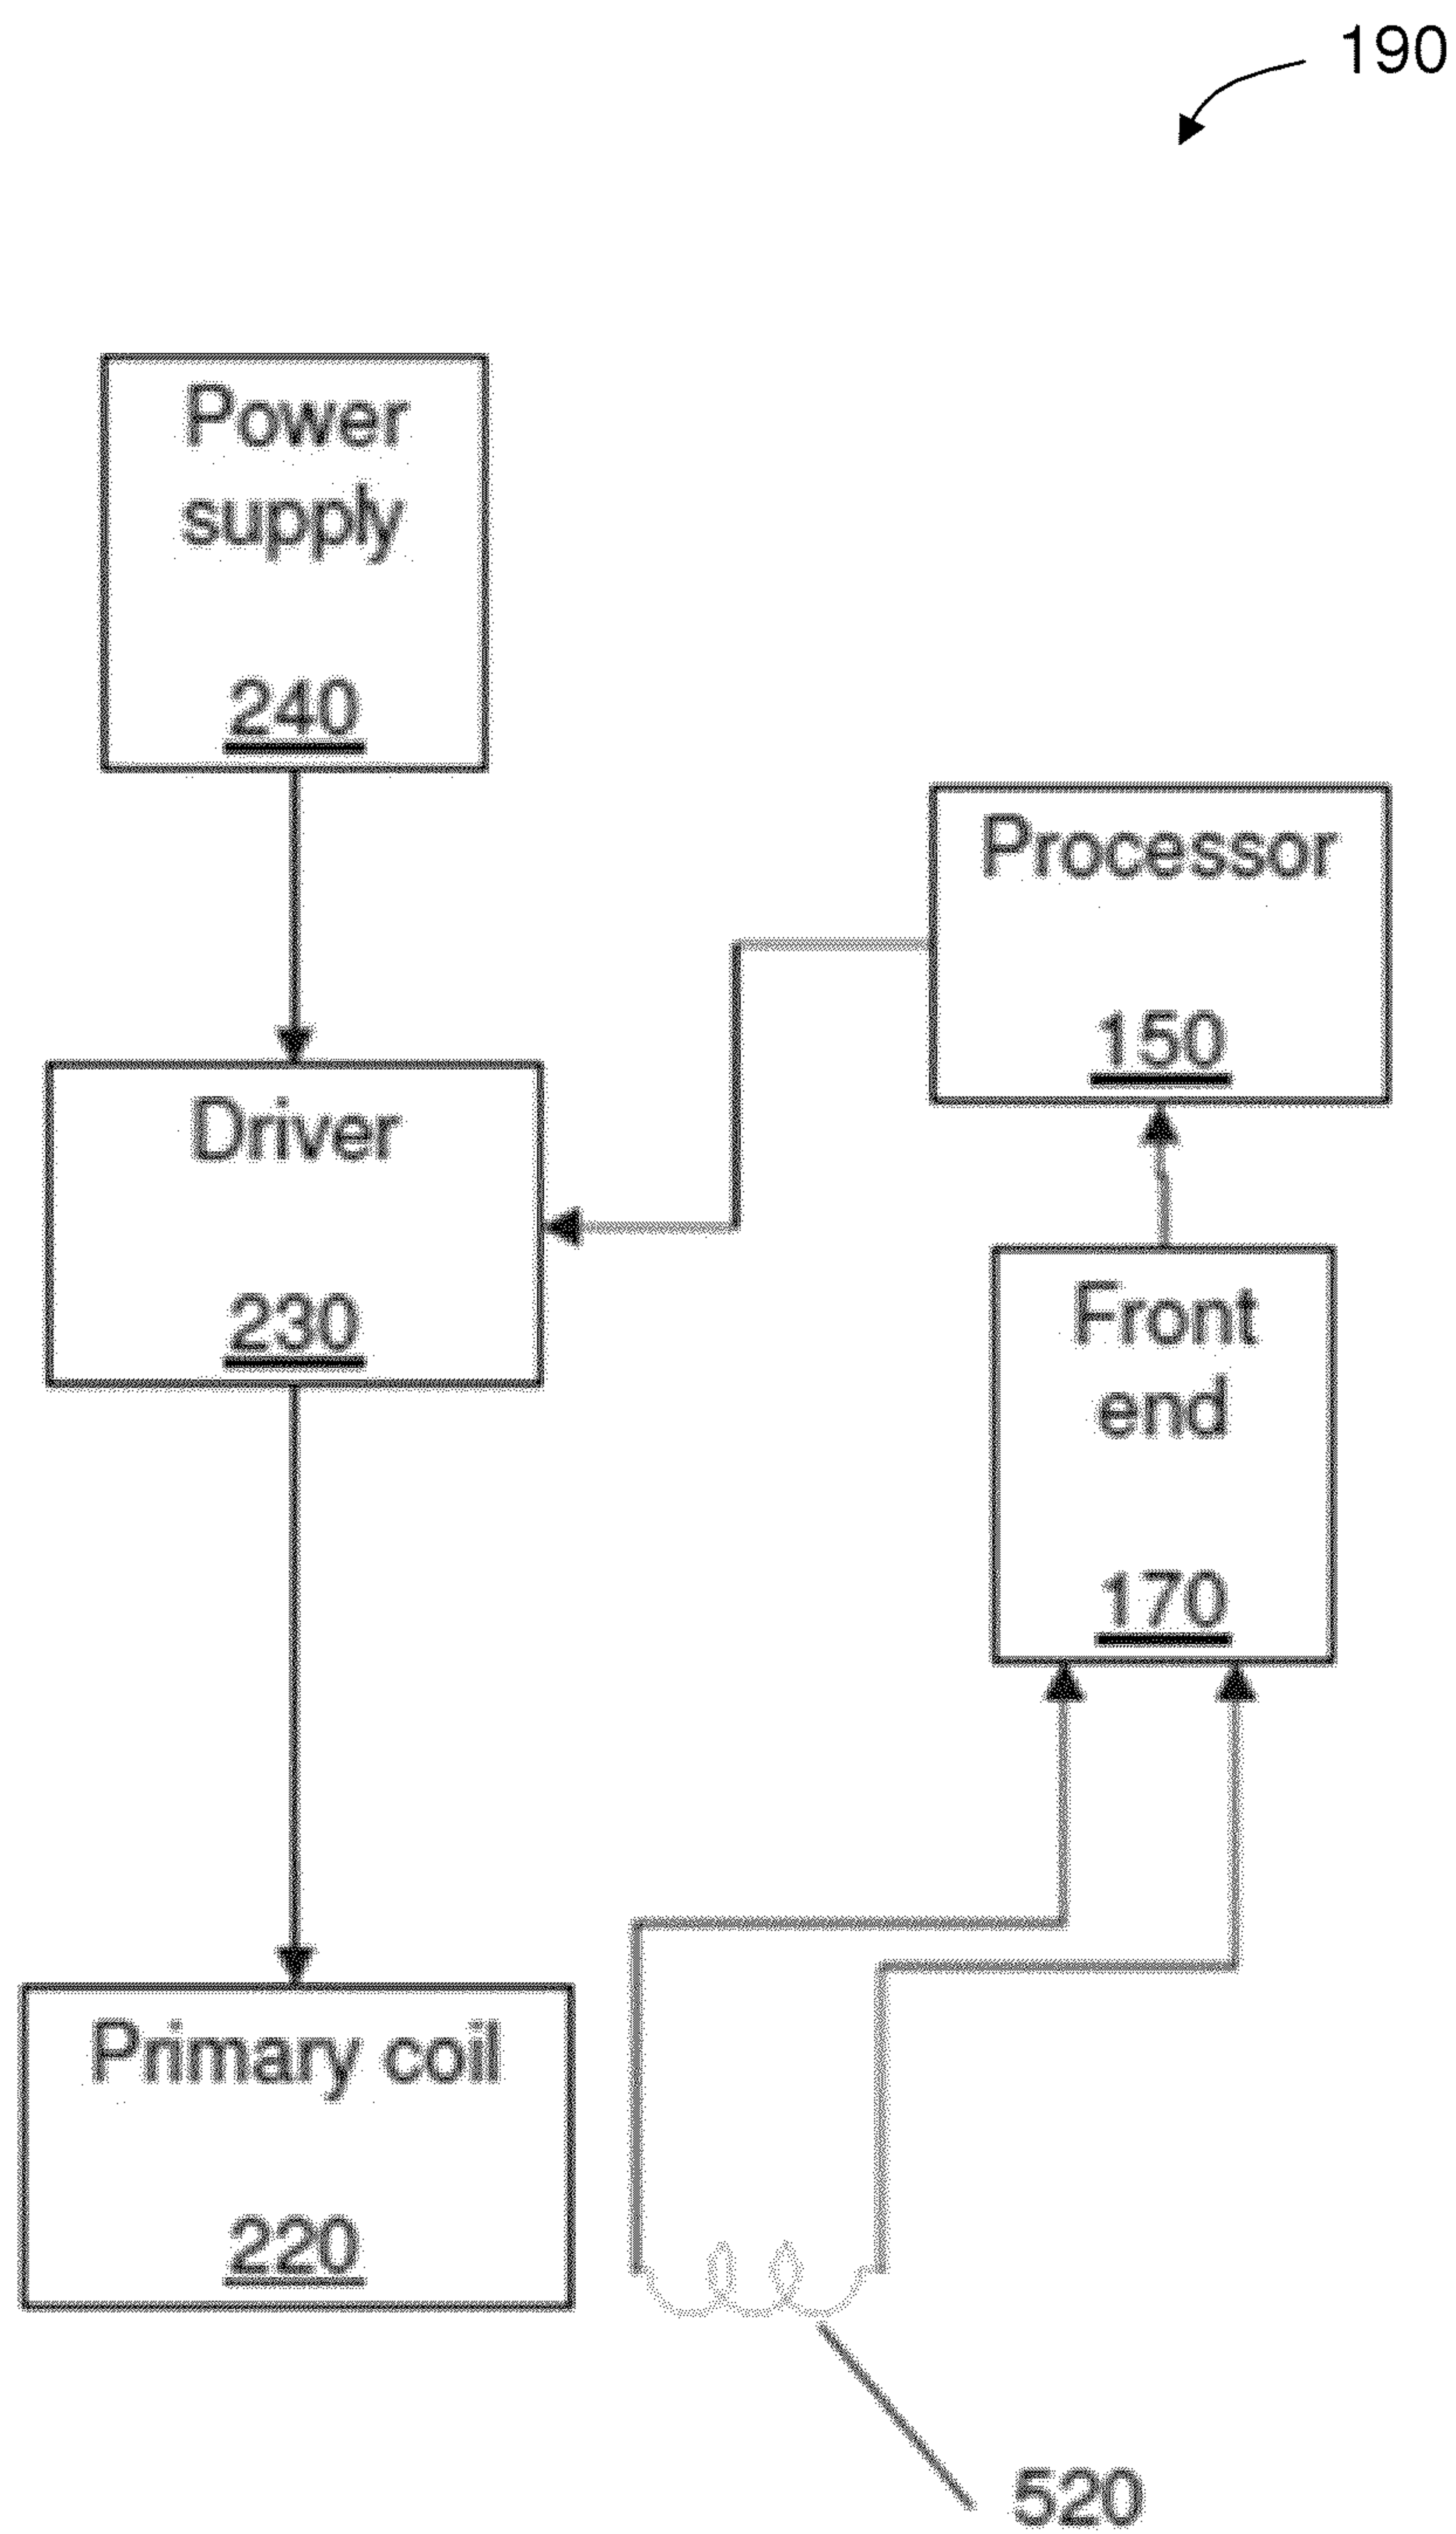 190
Power
supply
240
Processor
150
Driver
230
Front
end
170
Primary coil
220
520